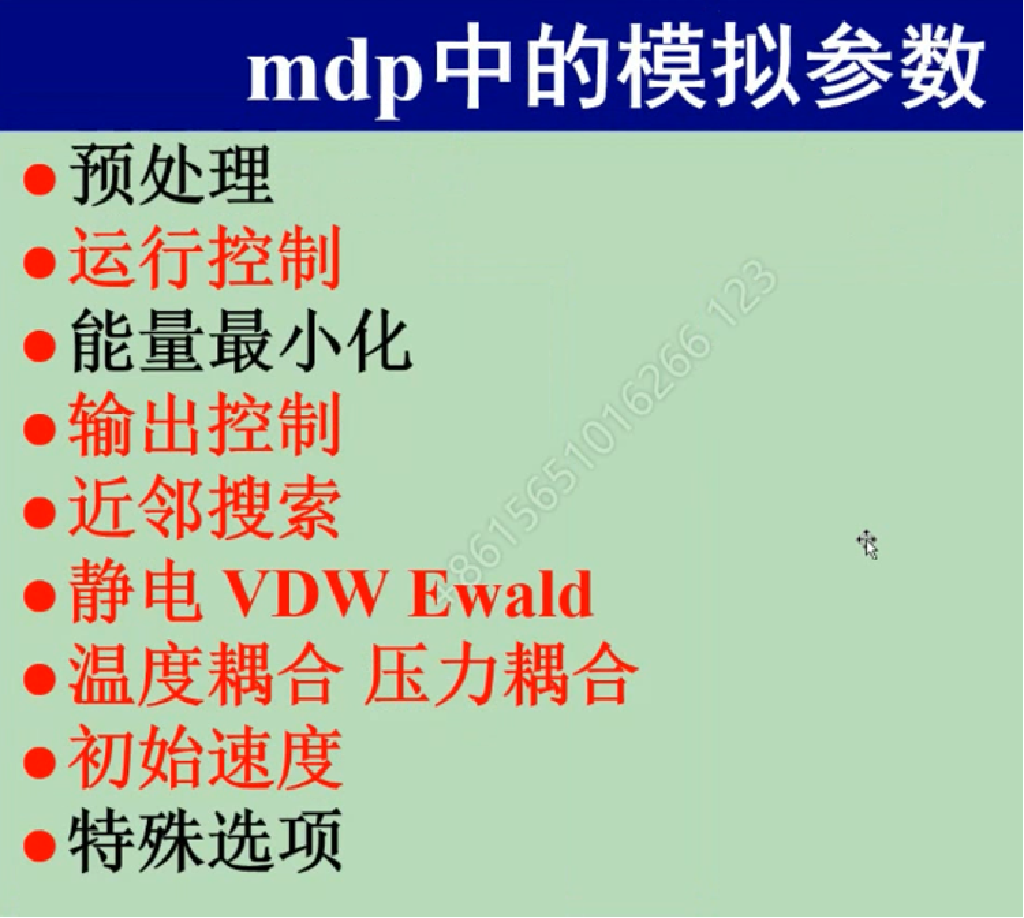 mdp中的模拟参数
预处理
运行控制
能量最小化
输出控制
近邻搜索
静电 VDW Ewald
温度耦合 压力耦合
初始速度
特殊选项
+8615651016266 123